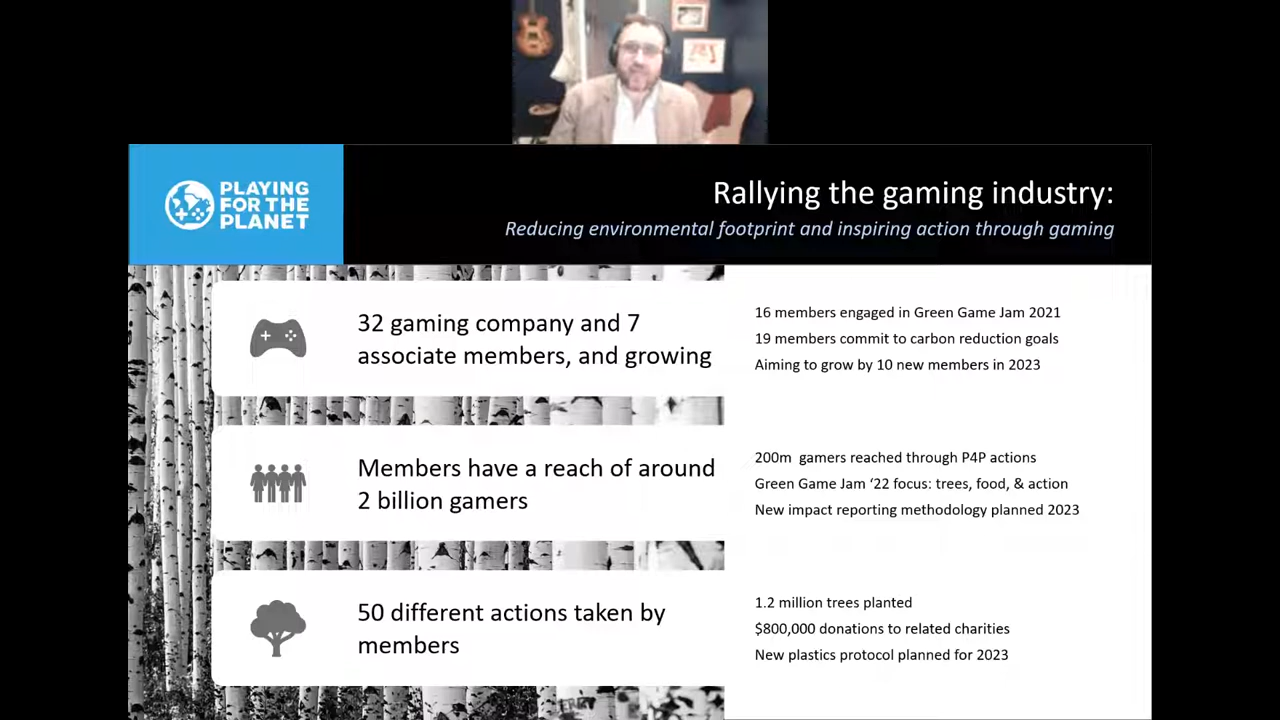 PLAYING
FOR THE
PLANET
Rallying the gaming industry:
Reducing environmental footprint and inspiring action through gaming
32 gaming company and 7
associate members, and growing
16 members engaged in Green Game Jam 2021
19 members commit to carbon reduction goals
Aiming to grow by 10 new members in 2023
Members have a reach of around
2 billion gamers
200m  gamers reached through P4P actions
Green Game Jam ‘22 focus: trees, food, & action
New impact reporting methodology planned 2023
50 different actions taken by
members
1.2 million trees planted
$800,000 donations to related charities
New plastics protocol planned for 2023